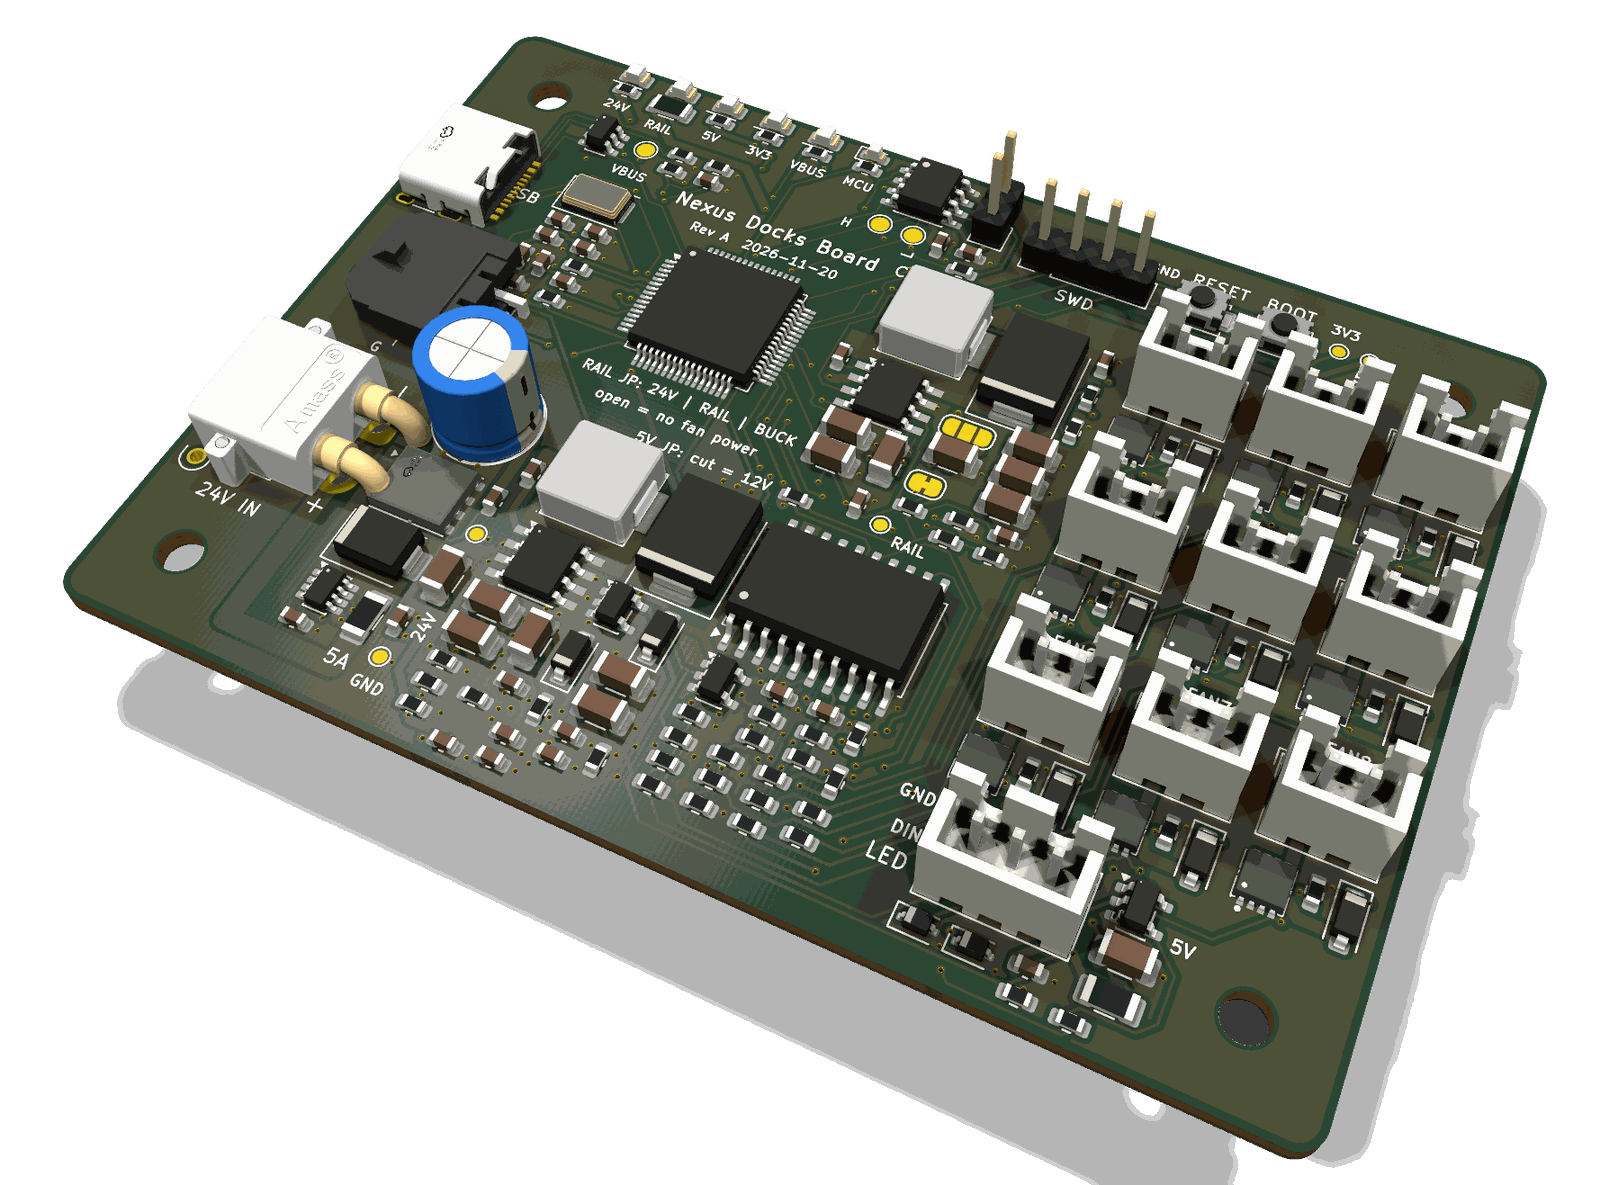 24V
RAIL
5V
3V3
VBUS
MCU
VBUS
SB
H
L
Nexus Docks Board
Rev A 2026-11-20
C
SWD
ND
RESET
BOOT
3V3
G
Amass®
24V IN
+
RAIL JP: 24V | RAIL | BUCK
open = no fan power
5V JP: cut = 12V
RAIL
24V
5A
GND
GND
DIN
LED
5V